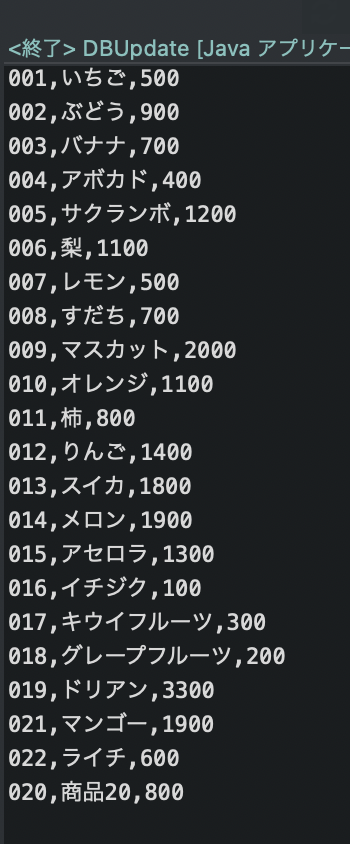 <終了> DBUpdate [Java アプリケー
001,いちご,500
002,ぶどう,900
003,バナナ,700
004,アボカド,400
005,サクランボ,1200
006,梨,1100
007,レモン,500
008,すだち,700
009,マスカット,2000
010,オレンジ,1100
011,柿,800
012,りんご,1400
013,スイカ,1800
014,メロン,1900
015,アセロラ,1300
016,イチジク,100
017,キウイフルーツ,300
018,グレープフルーツ,200
019,ドリアン,3300
021,マンゴー,1900
022,ライチ,600
020,商品20,800